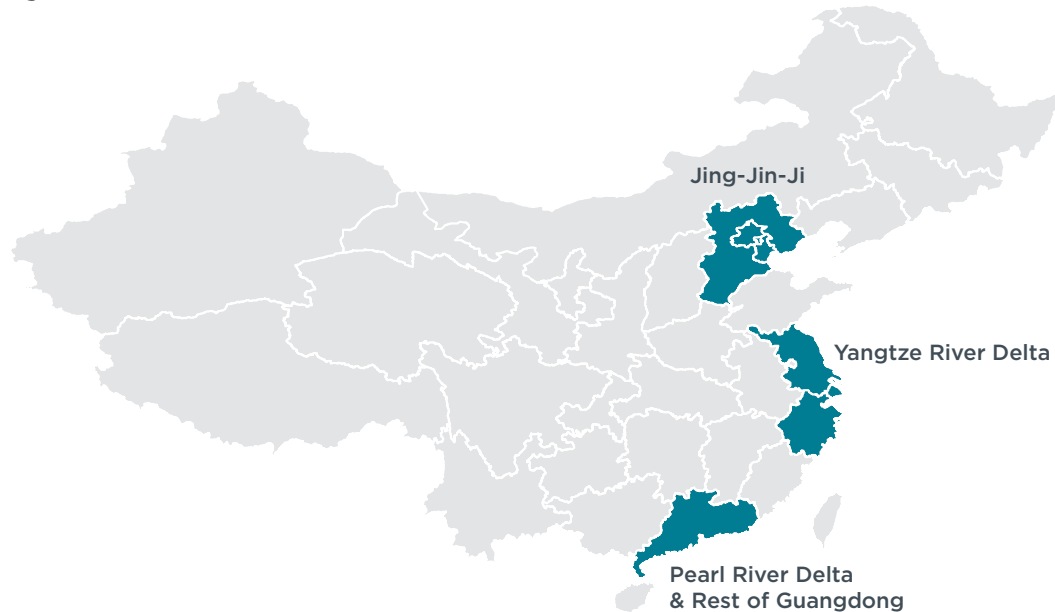 Jing-Jin-Ji
Yangtze River Delta
Pearl River Delta
& Rest of Guangdong